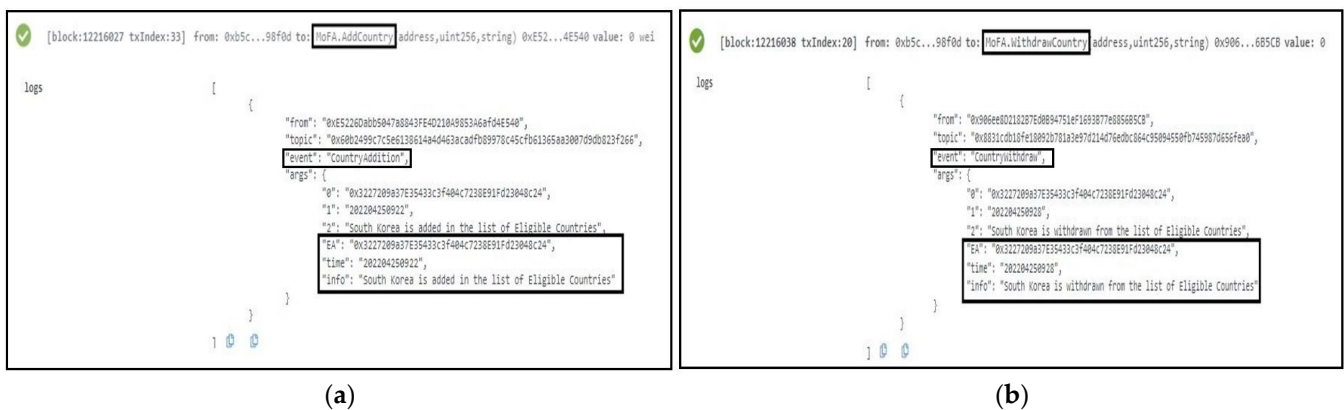 [block:12216027 txIndex:33] from: 0xb5c...98f0d to: MoFA.AddCountry(address,uint256,string) 0xE52...4E540 value: 0 wei
logs [
{
"from": "0xE5226Dabb5047a8843FE4D210A9853A6afd4E540",
"topic": "0x60b2499c7c5e6138614a4d463acadfb89978c45cfb61365aa3007d9db823f266",
"event": "CountryAddition",
"args": {
"0": "0x3227209a37E35433c3f404c7238E91Fd23048c24",
"1": "202204250922",
"2": "South Korea is added in the list of Eligible Countries",
"EA": "0x3227209a37E35433c3f404c7238E91Fd23048c24",
"time": "202204250922",
"info": "South Korea is added in the list of Eligible Countries"
}
}
]
(a)
[block:12216038 txIndex:20] from: 0xb5c...98f0d to: MoFA.WithdrawCountry(address,uint256,string) 0x906...6B5CB value: 0
logs [
{
"from": "0x906ee8D2182B7Ed0B94751eF1693B77e8856B5CB",
"topic": "0x8831cdb18fe18092b781a3e97d214d76edbc864c95094550fb745987d656fea0",
"event": "CountryWithdraw",
"args": {
"0": "0x3227209a37E35433c3f404c7238E91Fd23048c24",
"1": "202204250928",
"2": "South Korea is withdrawn from the list of Eligible Countries",
"EA": "0x3227209a37E35433c3f404c7238E91Fd23048c24",
"time": "202204250928",
"info": "South Korea is withdrawn from the list of Eligible Countries"
}
}
]
(b)